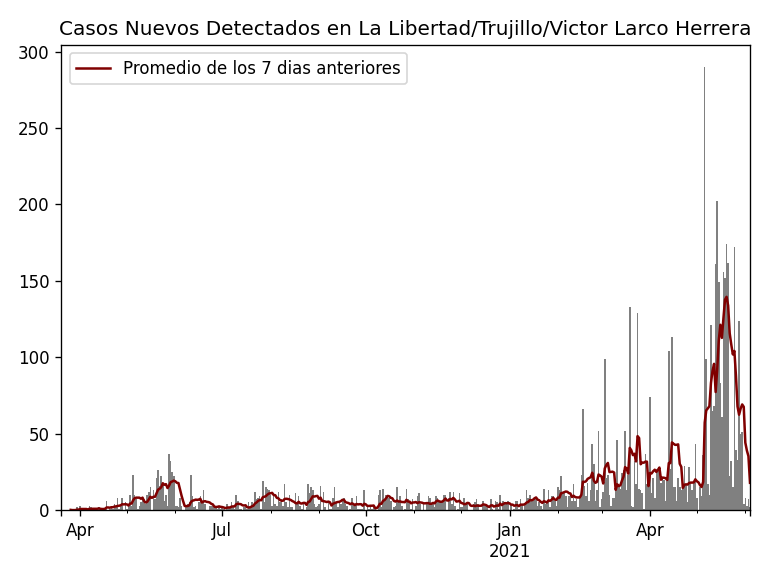 Casos Nuevos Detectados en La Libertad/Trujillo/Victor Larco Herrera
Promedio de los 7 dias anteriores
300
250
200
150
100
50
0
Apr
Jul
Oct
Jan
2021
Apr